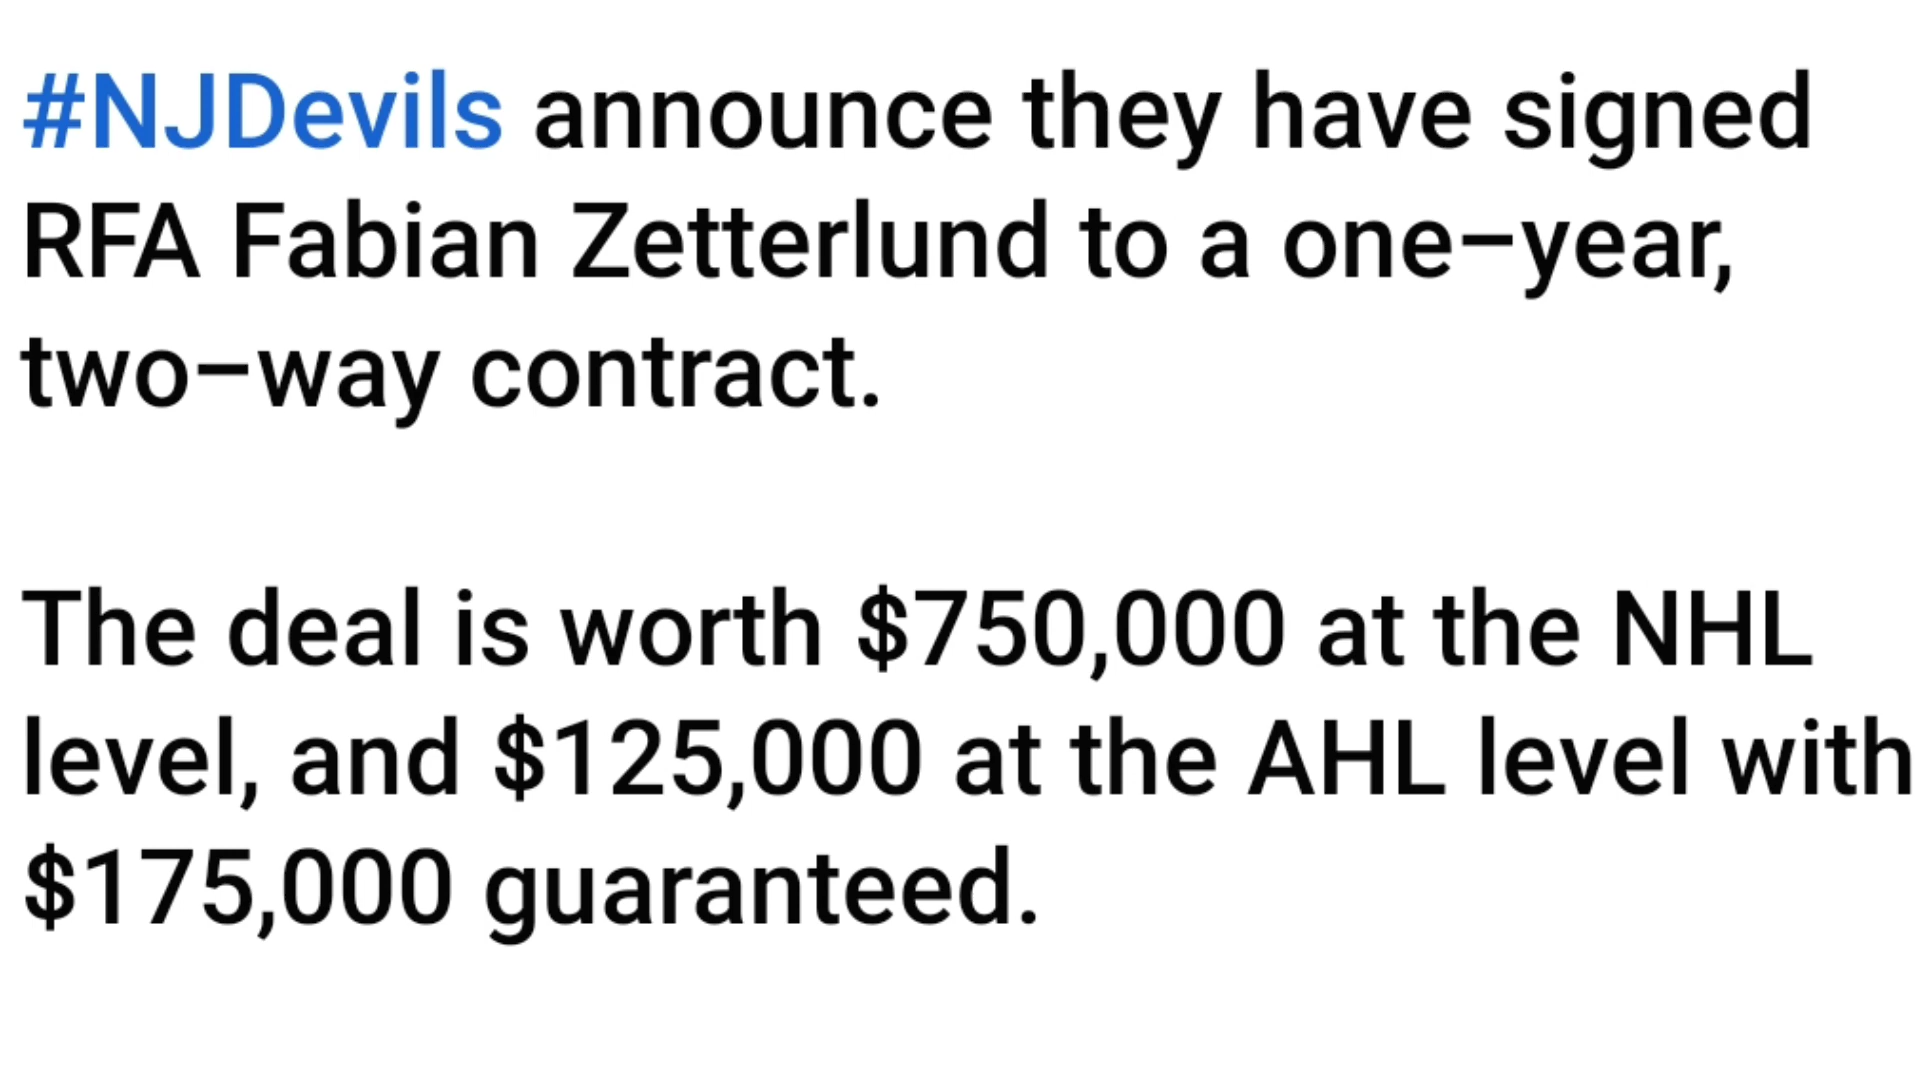 #NJDevils announce they have signed
RFA Fabian Zetterlund to a one–year,
two–way contract.
The deal is worth $750,000 at the NHL
level, and $125,000 at the AHL level with
$175,000 guaranteed.